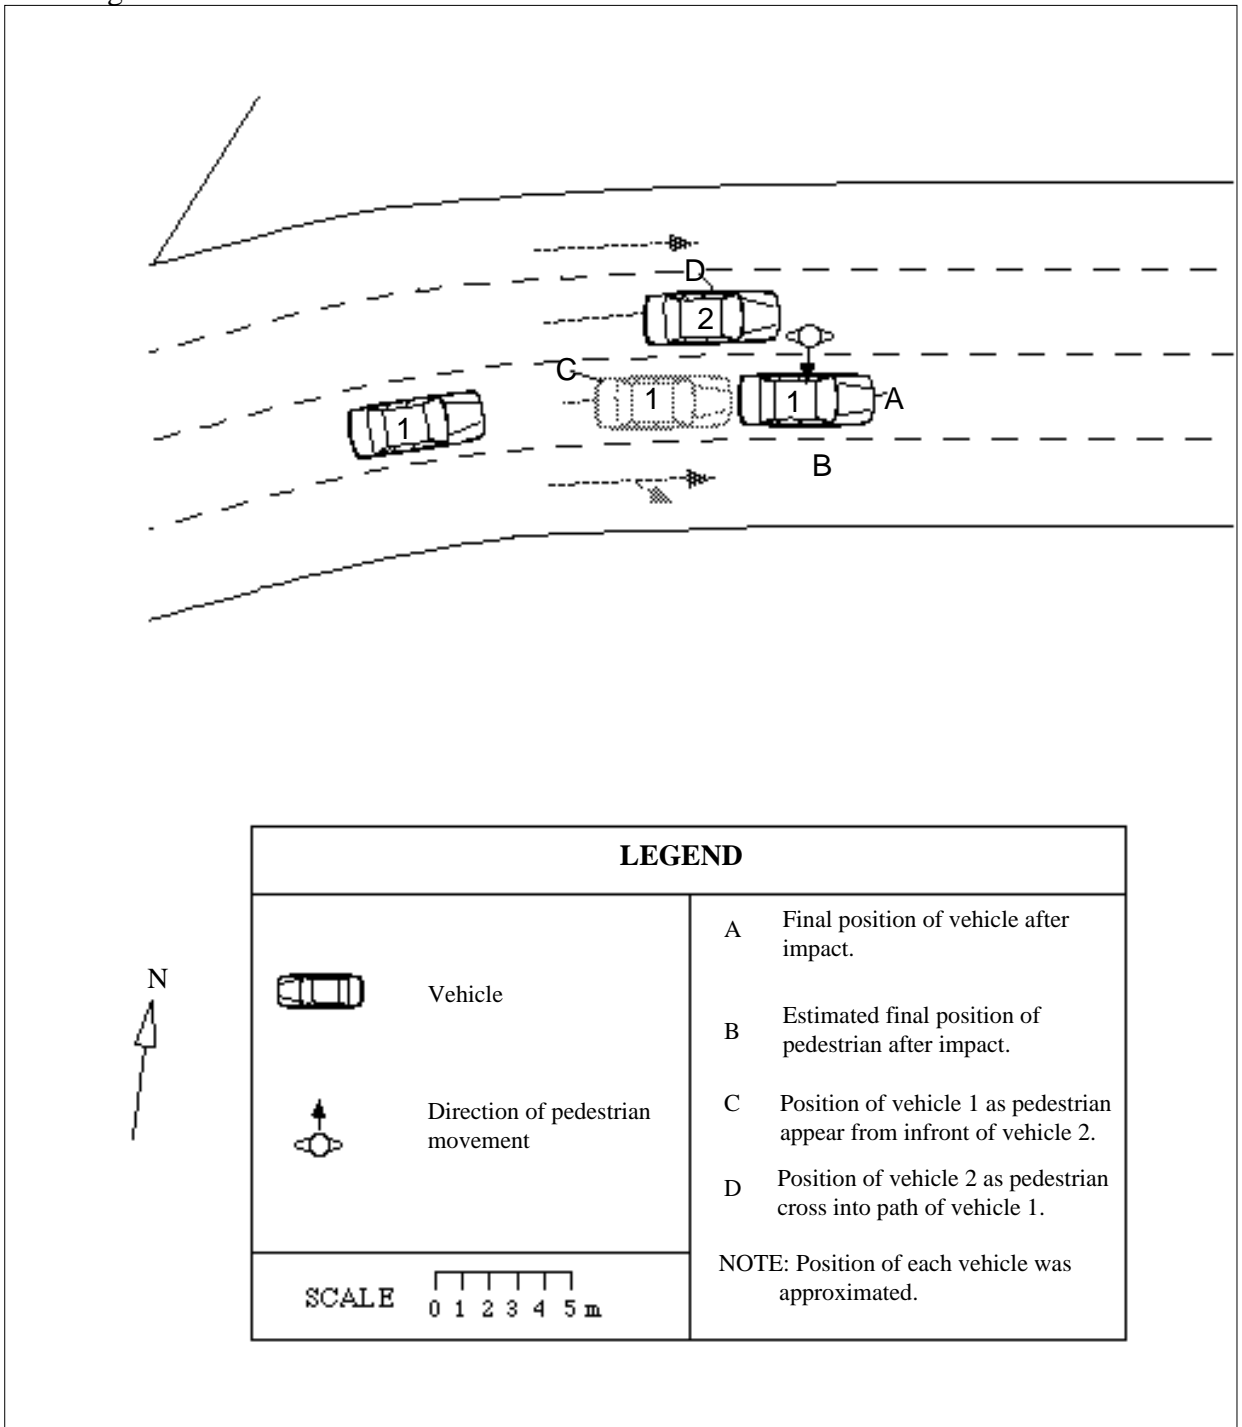 D
2
C
1
1
A
1
B
LEGEND
Vehicle
Direction of pedestrian
movement
SCALE
0 1 2 3 4 5 m
A Final position of vehicle after
impact.
B Estimated final position of
pedestrian after impact.
C Position of vehicle 1 as pedestrian
appear from infront of vehicle 2.
D Position of vehicle 2 as pedestrian
cross into path of vehicle 1.
NOTE: Position of each vehicle was
approximated.
N